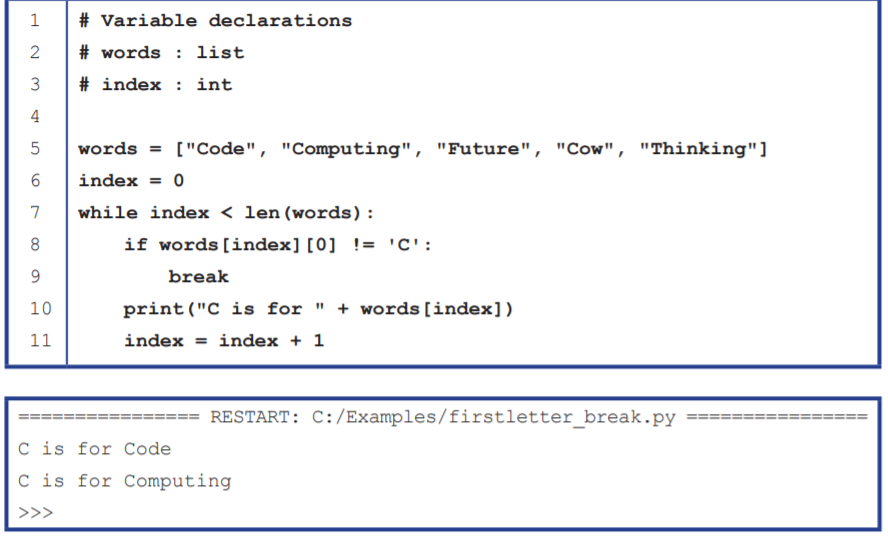 1 # Variable declarations
2 # words : list
3 # index : int
4
5 words = ["Code", "Computing", "Future", "Cow", "Thinking"]
6 index = 0
7 while index < len(words):
8     if words[index][0] != 'C':
9         break
10     print("C is for " + words[index])
11     index = index + 1
================ RESTART: C:/Examples/firstletter_break.py ================
C is for Code
C is for Computing
>>>